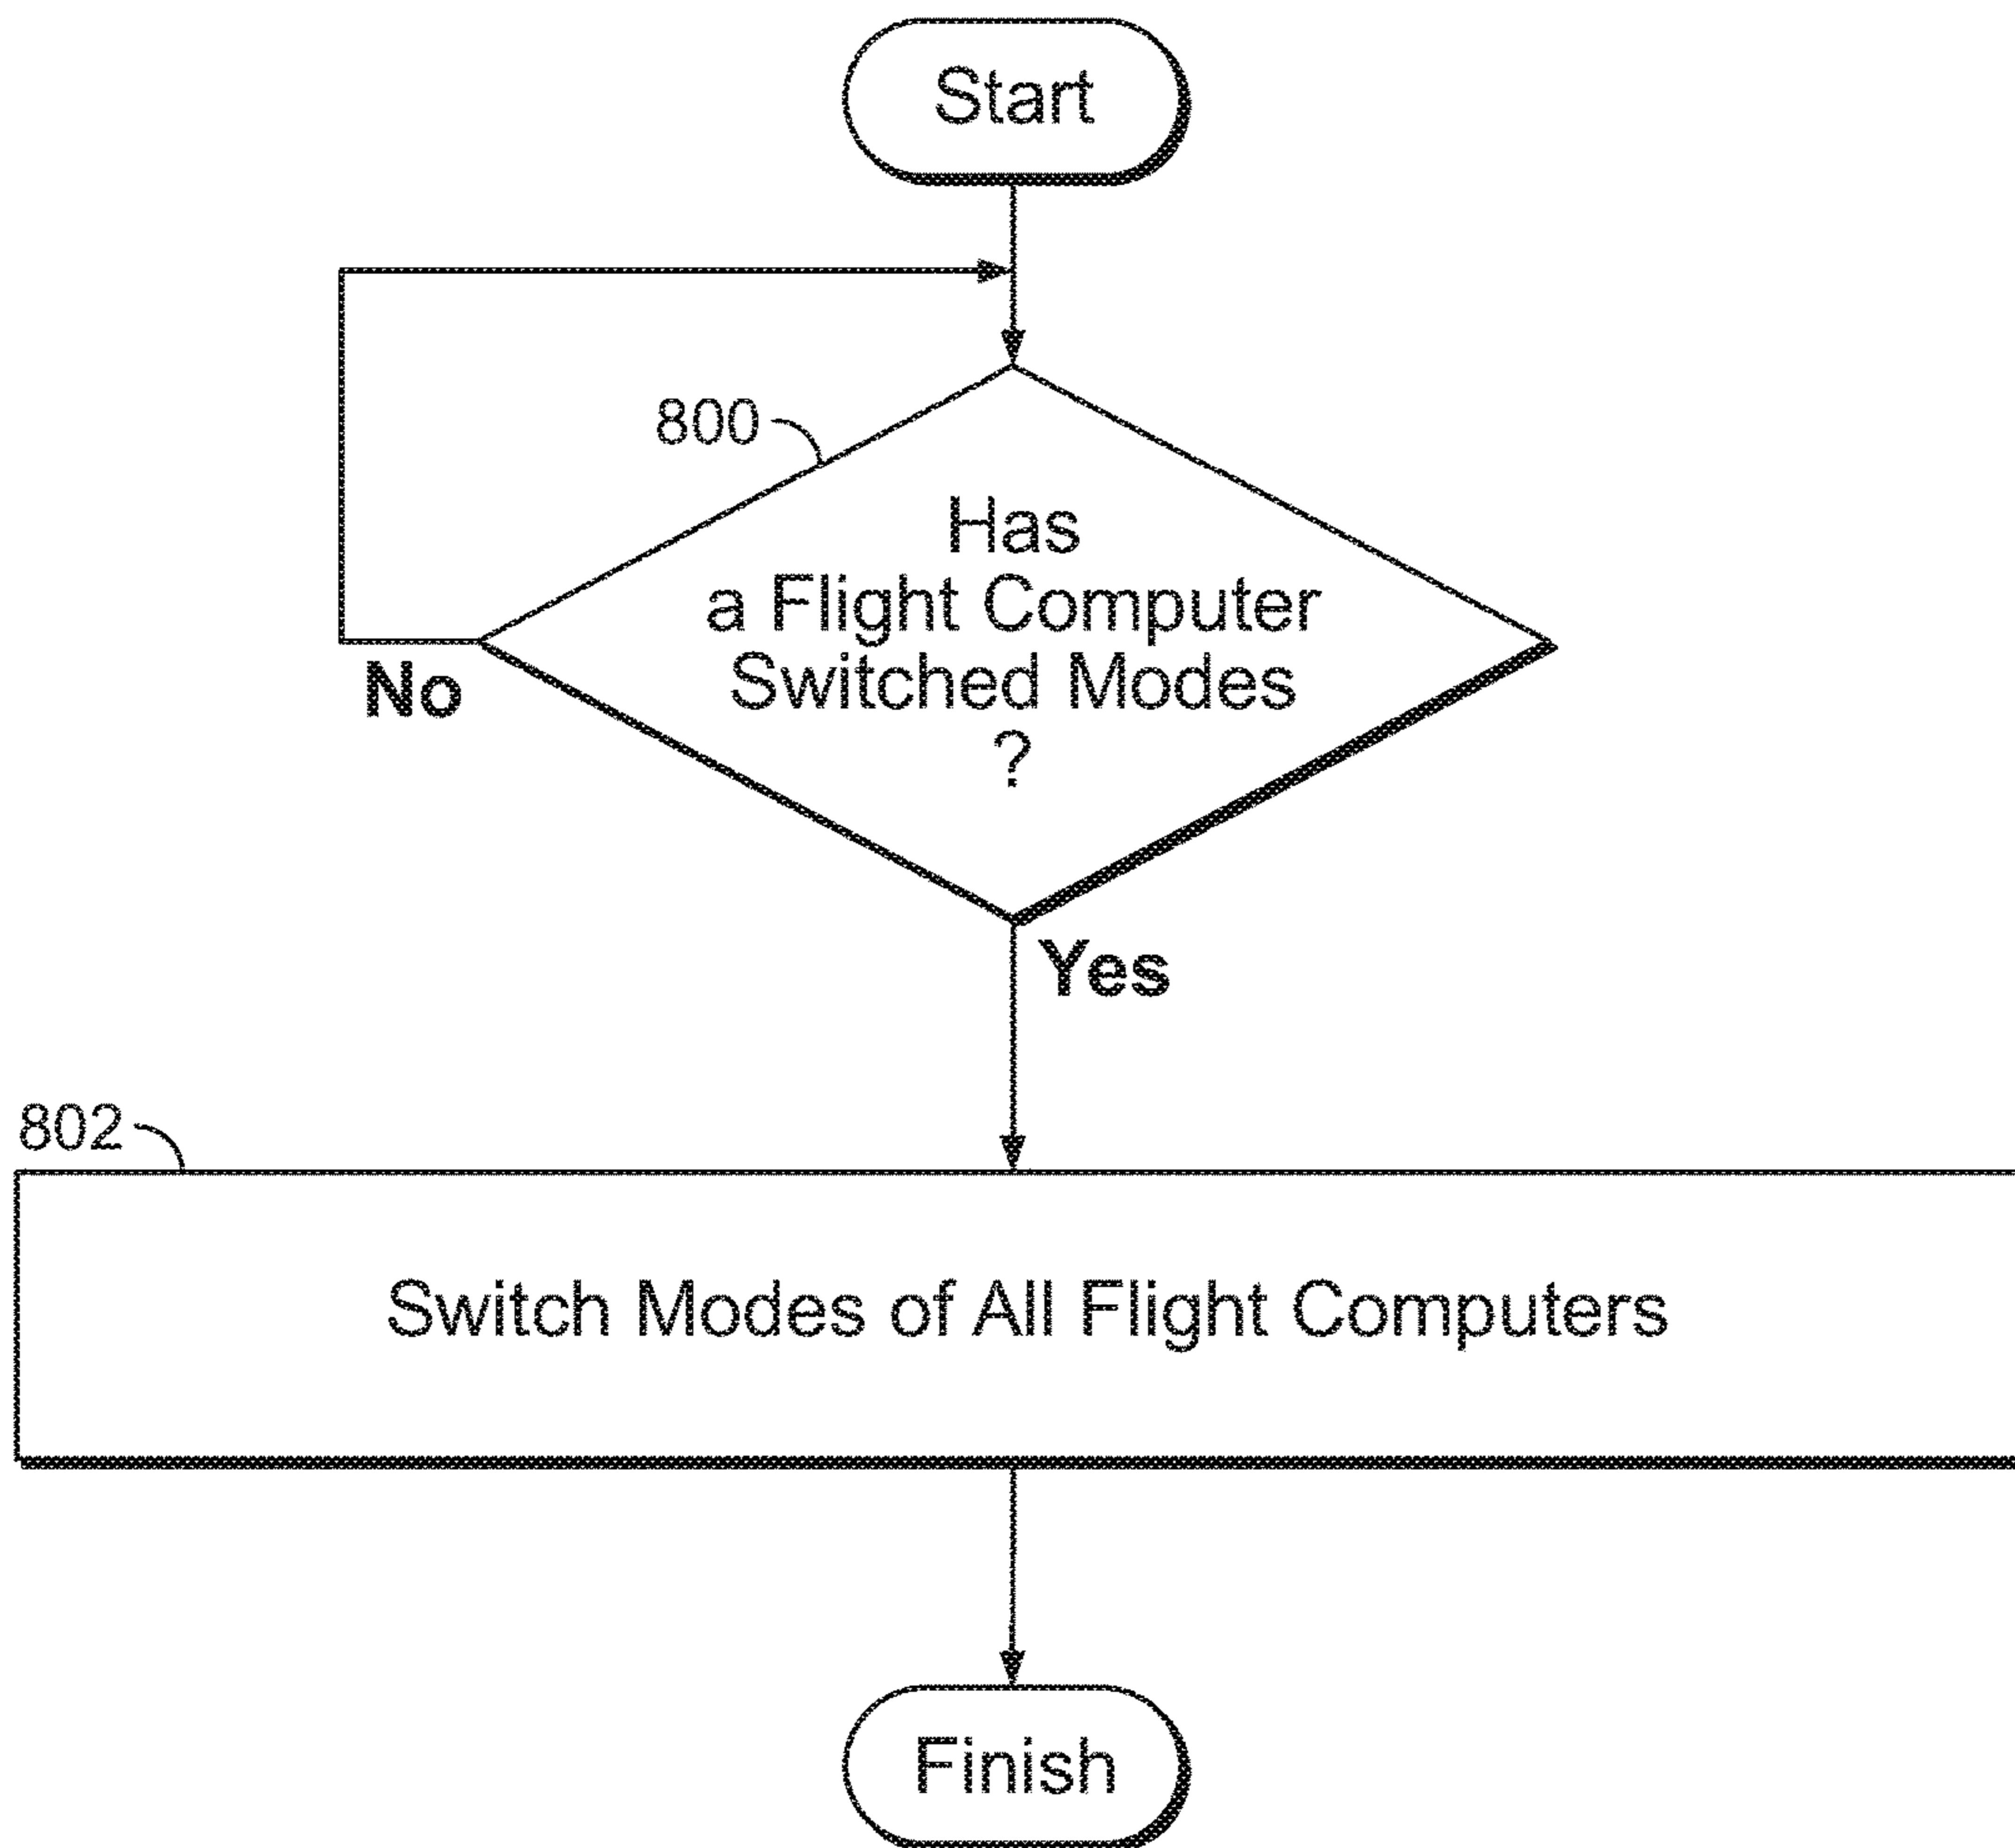 Start
800
Has
a Flight Computer
Switched Modes
?
No
Yes
802
Switch Modes of All Flight Computers
Finish